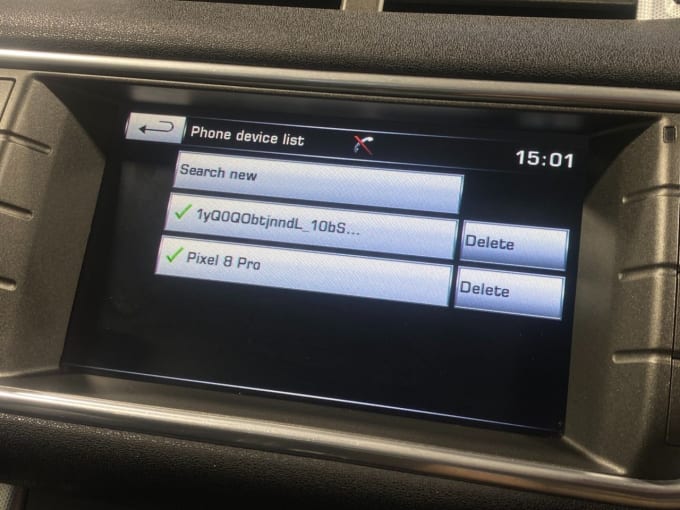 Phone device list
15:01
Search new
1yQ0QObtjnndL_10bS...
Delete
Pixel 8 Pro
Delete